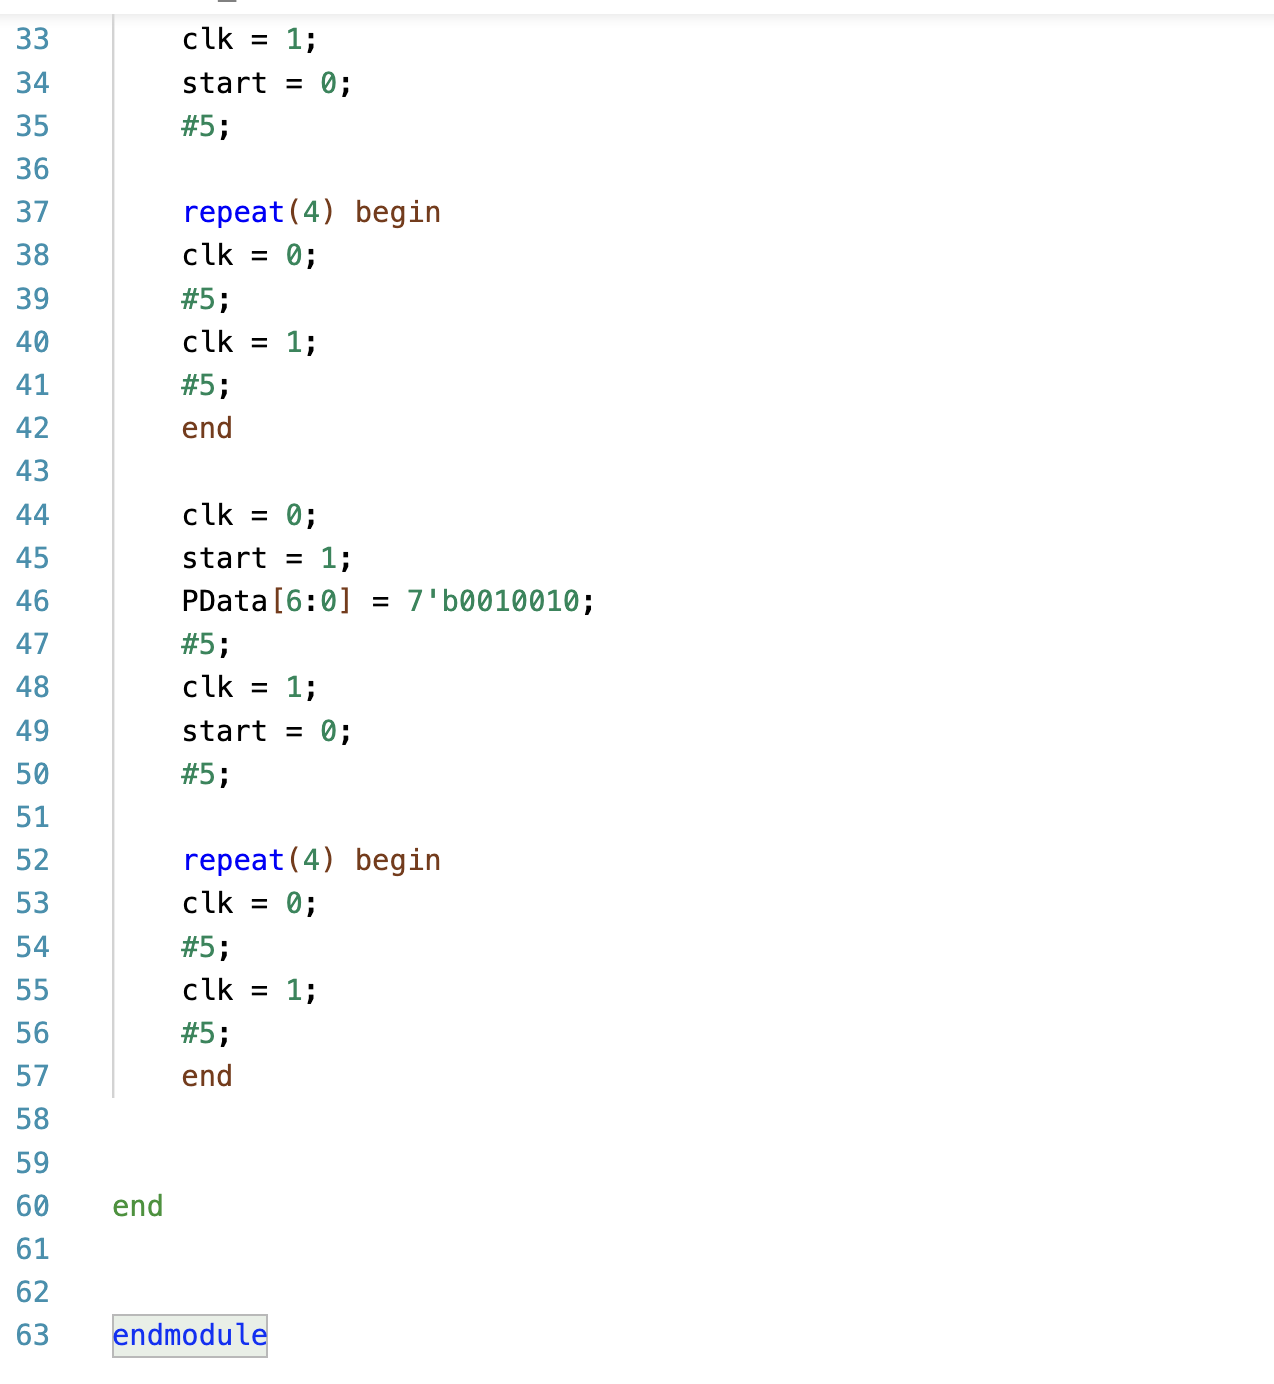 33 clk = 1;
34 start = 0;
35 #5;
36
37 repeat(4) begin
38 clk = 0;
39 #5;
40 clk = 1;
41 #5;
42 end
43
44 clk = 0;
45 start = 1;
46 PData[6:0] = 7'b0010010;
47 #5;
48 clk = 1;
49 start = 0;
50 #5;
51
52 repeat(4) begin
53 clk = 0;
54 #5;
55 clk = 1;
56 #5;
57 end
58
59
60 end
61
62
63 endmodule